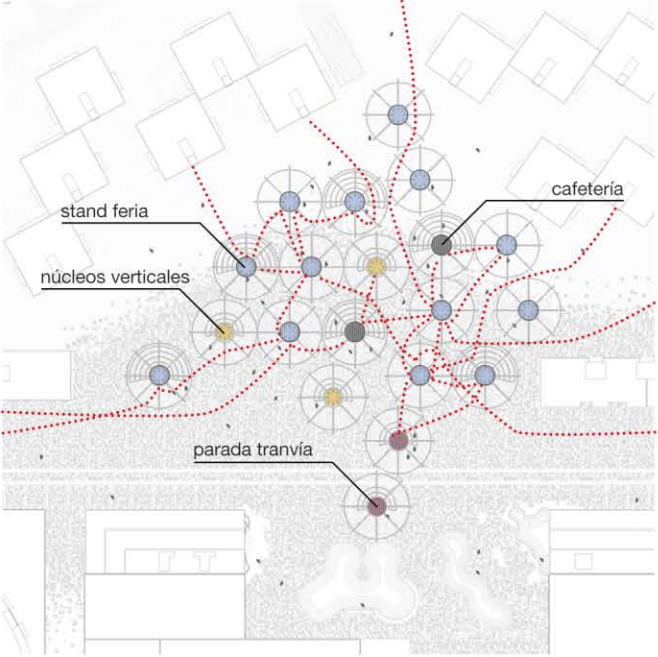 cafetería
stand feria
núcleos verticales
parada tranvía